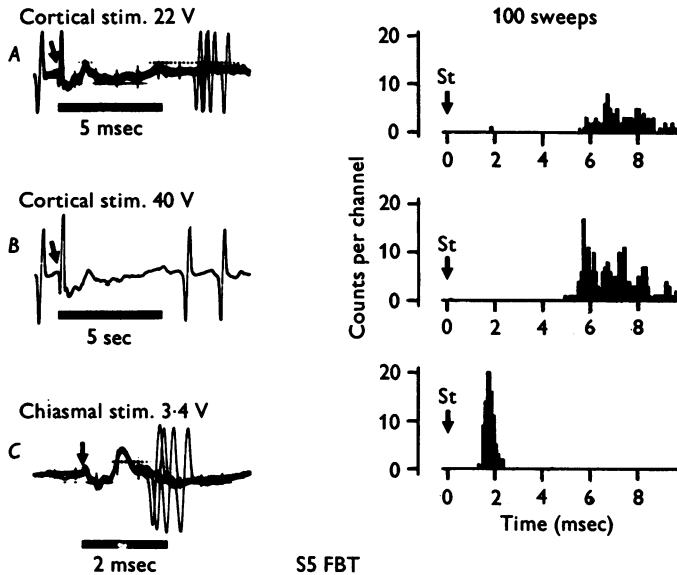 Cortical stim. 22 V
A
5 msec
Cortical stim. 40 V
B
5 sec
Chiasmal stim. 3·4 V
C
2 msec
S5 FBT
100 sweeps
Counts per channel
20
10
0
St
0 2 4 6 8
20
10
0
St
0 2 4 6 8
20
10
0
St
0 2 4 6 8
Time (msec)